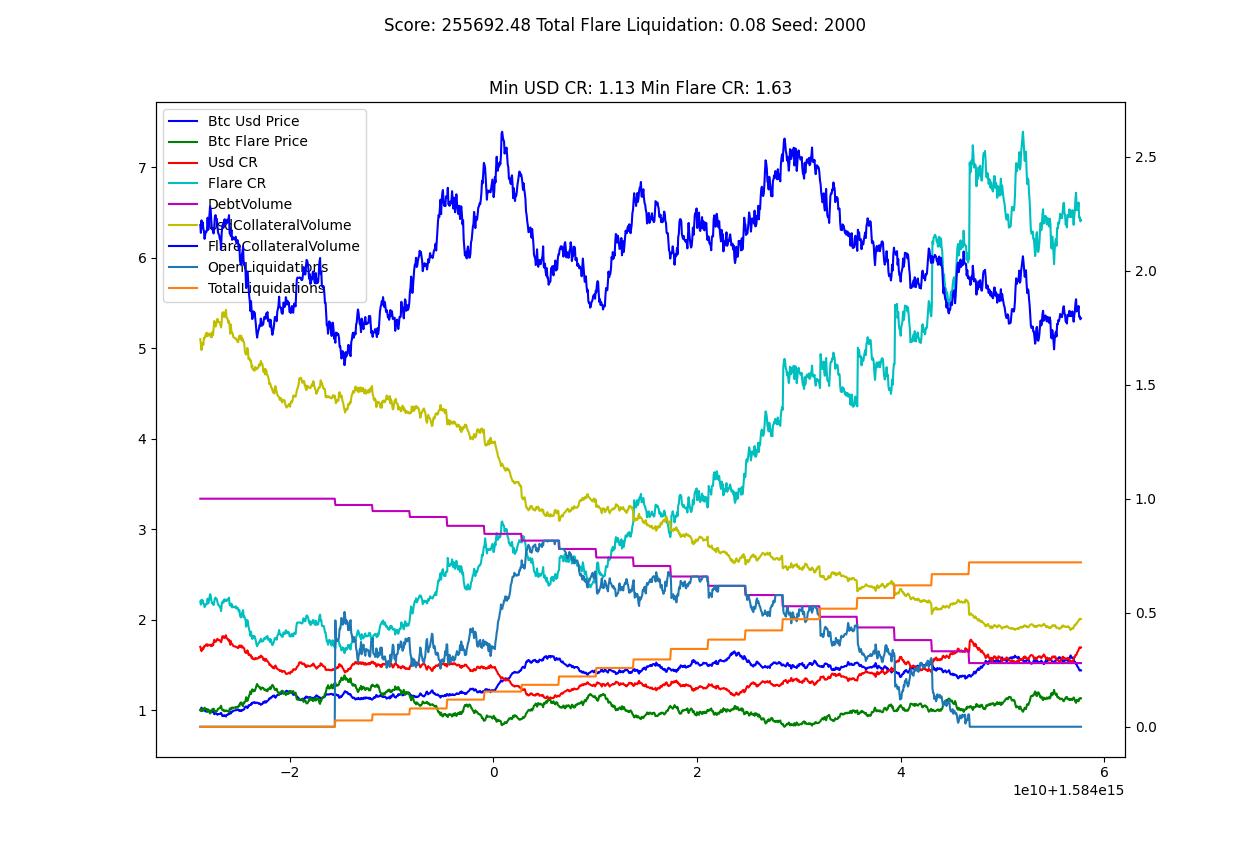 Score: 255692.48 Total Flare Liquidation: 0.08 Seed: 2000
Min USD CR: 1.13 Min Flare CR: 1.63
Btc Usd Price
Btc Flare Price
Usd CR
Flare CR
DebtVolume
UsdCollateralVolume
FlareCollateralVolume
OpenLiquidations
TotalLiquidations
7
6
5
4
3
2
1
2.5
2.0
1.5
1.0
0.5
0.0
−2
0
2
4
6
1e10+1.584e15